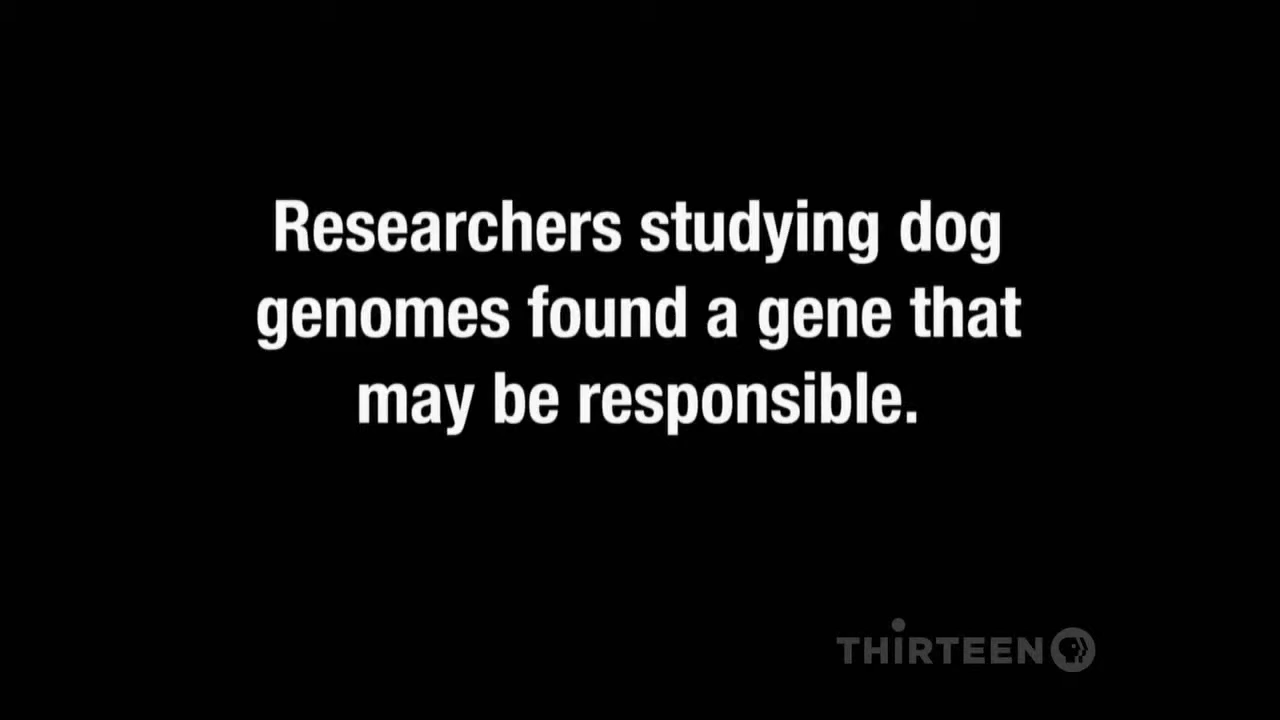 Researchers studying dog
genomes found a gene that
may be responsible.
THIRTEEN